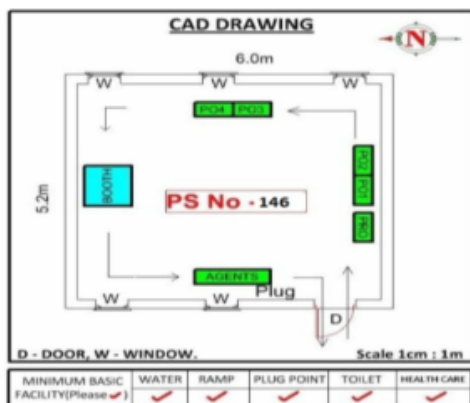 CAD DRAWING
N
6.0m
W W W
PO4 PO3
5.2m
BOOTH
PO2
PO1
PRO
PS No - 146
AGENTS
Plug
W W
D
D - DOOR, W - WINDOW. Scale 1cm : 1m
MINIMUM BASIC FACILITY(Please ✓) WATER RAMP PLUG POINT TOILET HEALTH CARE
✓ ✓ ✓ ✓ ✓